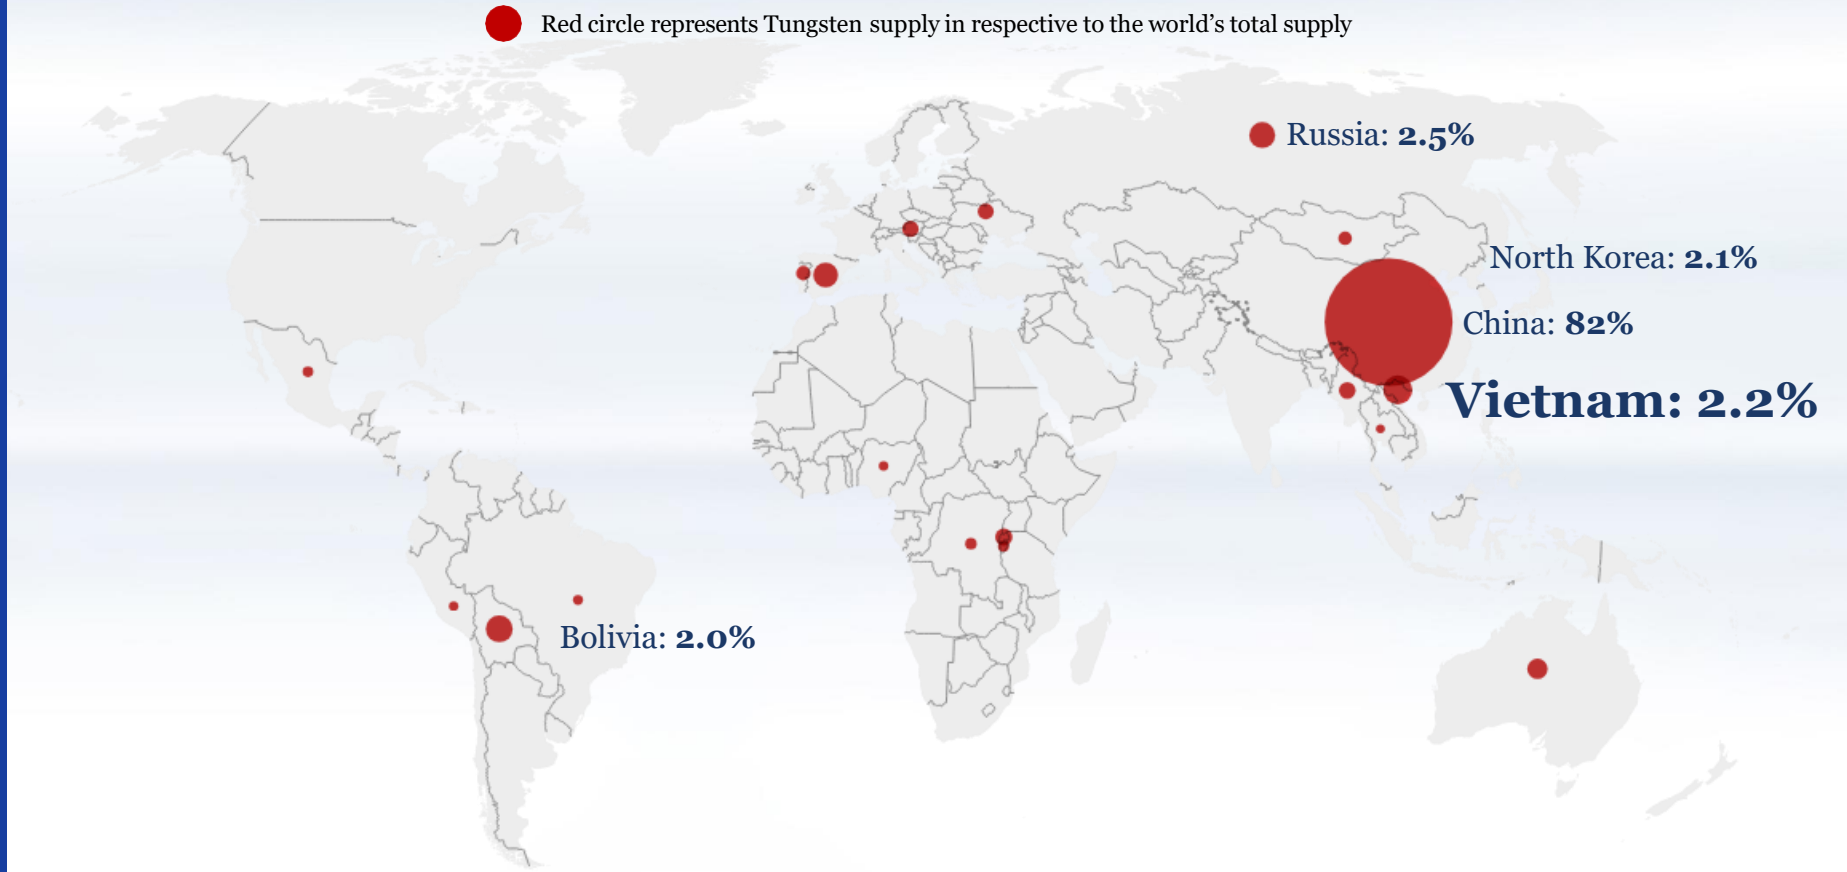 Red circle represents Tungsten supply in respective to the world’s total supply
Russia: 2.5%
North Korea: 2.1%
China: 82%
Vietnam: 2.2%
Bolivia: 2.0%